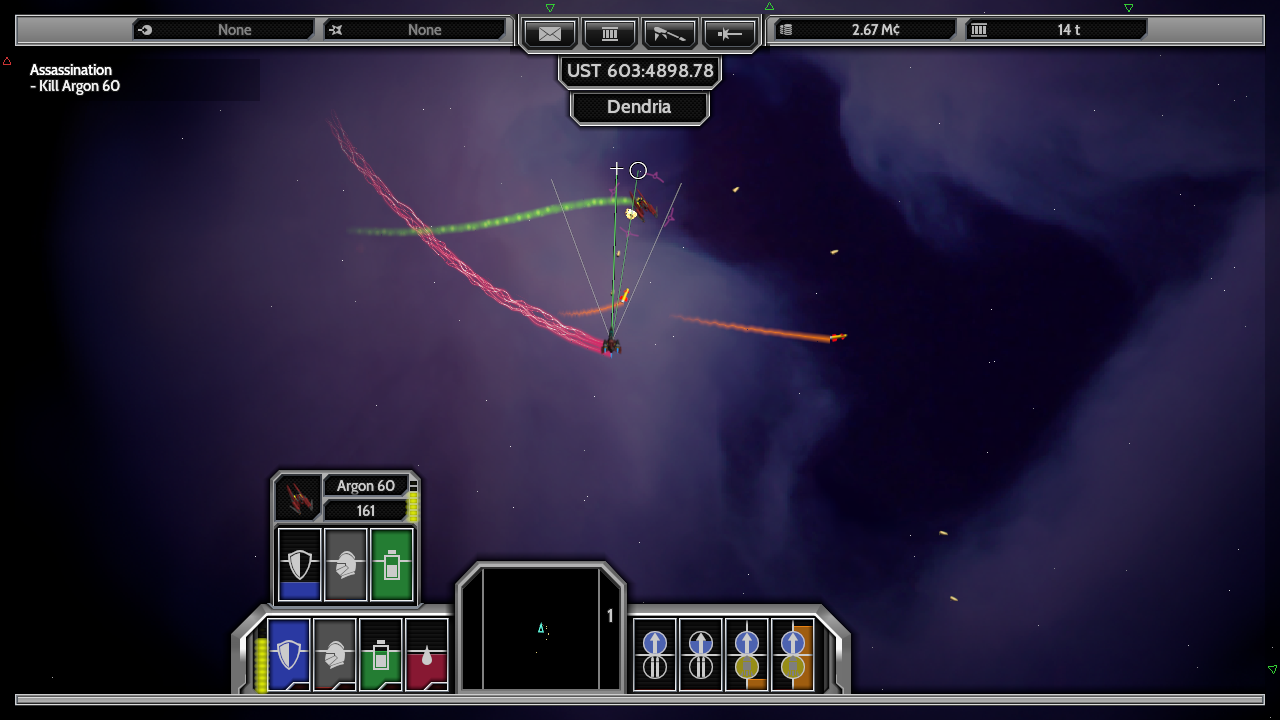 None
None
2.67 M¢
14 t
Assassination
- Kill Argon 60
UST 603:4898.78
Dendria
Argon 60
161
1